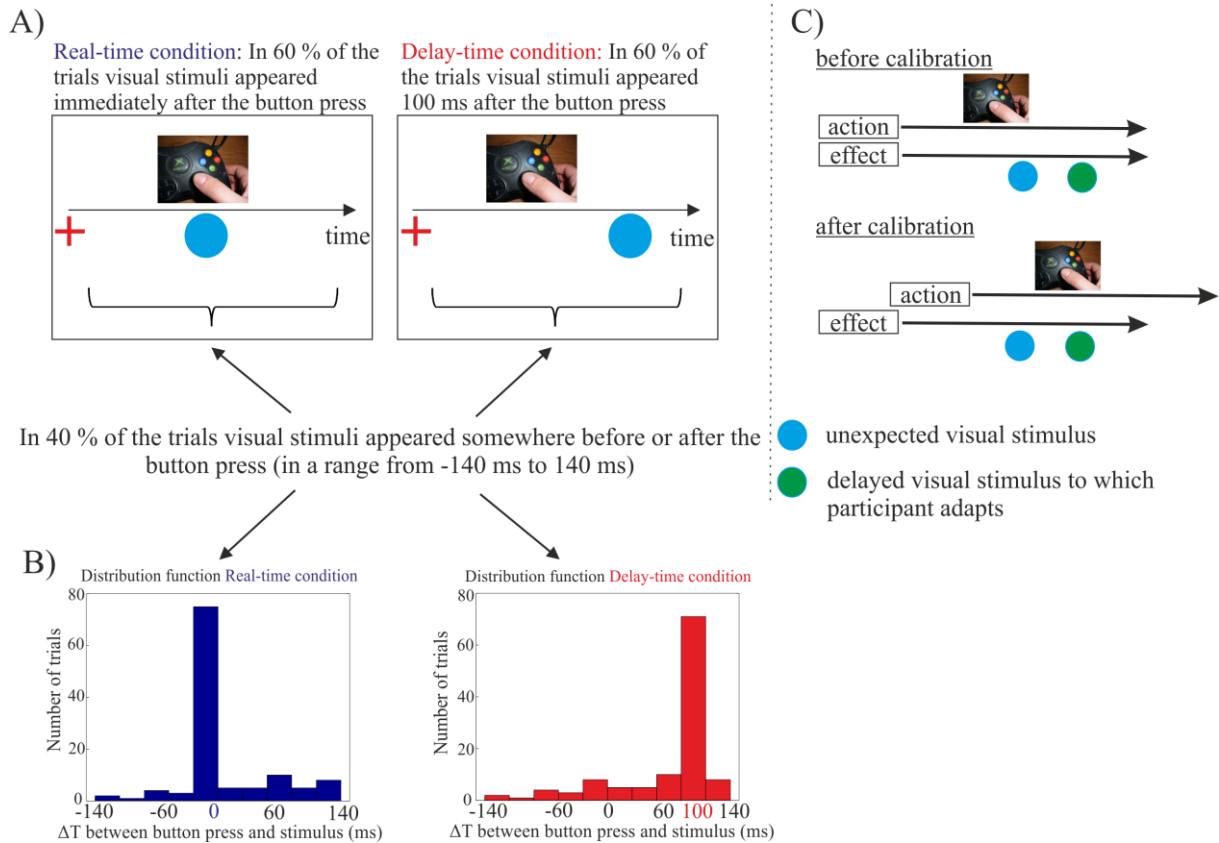 A)
Real-time condition: In 60 % of the
trials visual stimuli appeared
immediately after the button press
Delay-time condition: In 60 % of
the trials visual stimuli appeared
100 ms after the button press
time
time
In 40 % of the trials visual stimuli appeared somewhere before or after the
button press (in a range from -140 ms to 140 ms)
B)
Distribution function Real-time condition
Number of trials
80
60
40
20
0
-140 -60 0 60 140
ΔT between button press and stimulus (ms)
Distribution function Delay-time condition
Number of trials
80
60
40
20
0
-140 -60 0 60 100 140
ΔT between button press and stimulus (ms)
C)
before calibration
action
effect
after calibration
action
effect
unexpected visual stimulus
delayed visual stimulus to which
participant adapts